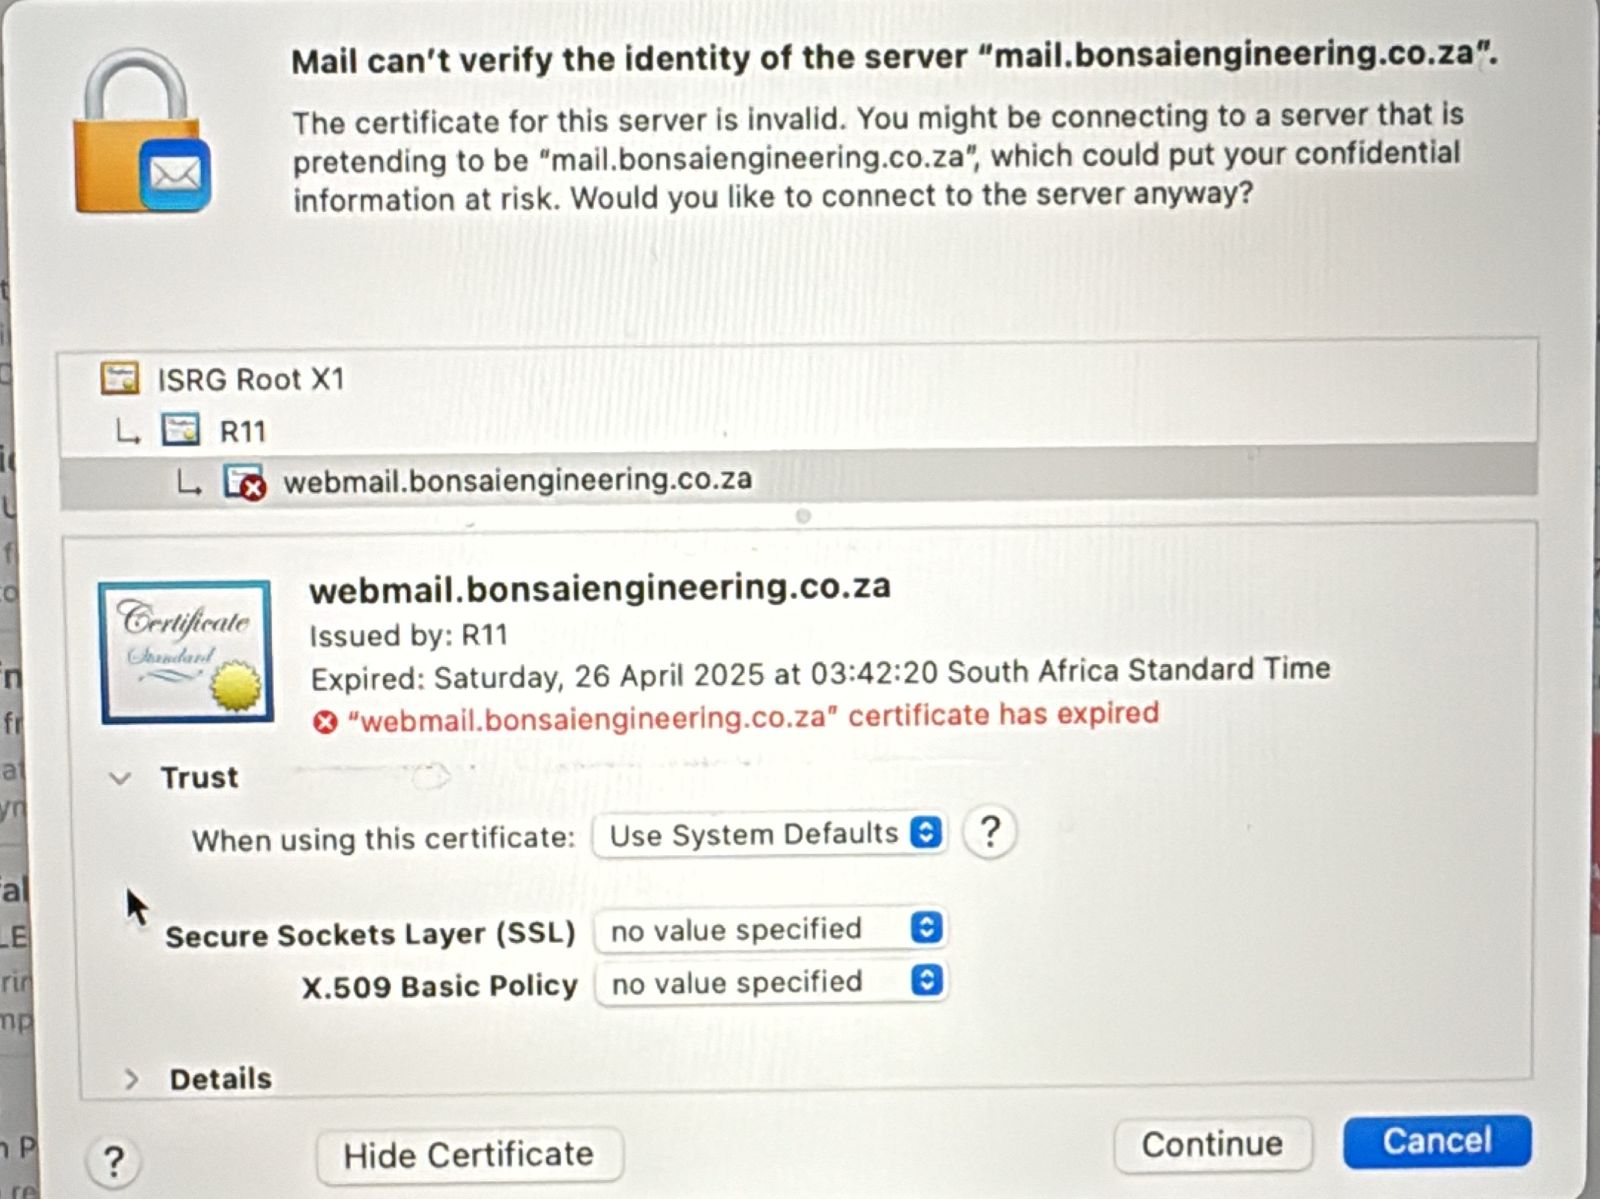 Mail can't verify the identity of the server "mail.bonsaiengineering.co.za".
The certificate for this server is invalid. You might be connecting to a server that is
pretending to be "mail.bonsaiengineering.co.za", which could put your confidential
information at risk. Would you like to connect to the server anyway?
ISRG Root X1
R11
webmail.bonsaiengineering.co.za
Certificate
Standard
webmail.bonsaiengineering.co.za
Issued by: R11
Expired: Saturday, 26 April 2025 at 03:42:20 South Africa Standard Time
"webmail.bonsaiengineering.co.za" certificate has expired
Trust
When using this certificate: Use System Defaults ?
Secure Sockets Layer (SSL) no value specified
X.509 Basic Policy no value specified
Details
? Hide Certificate Continue Cancel